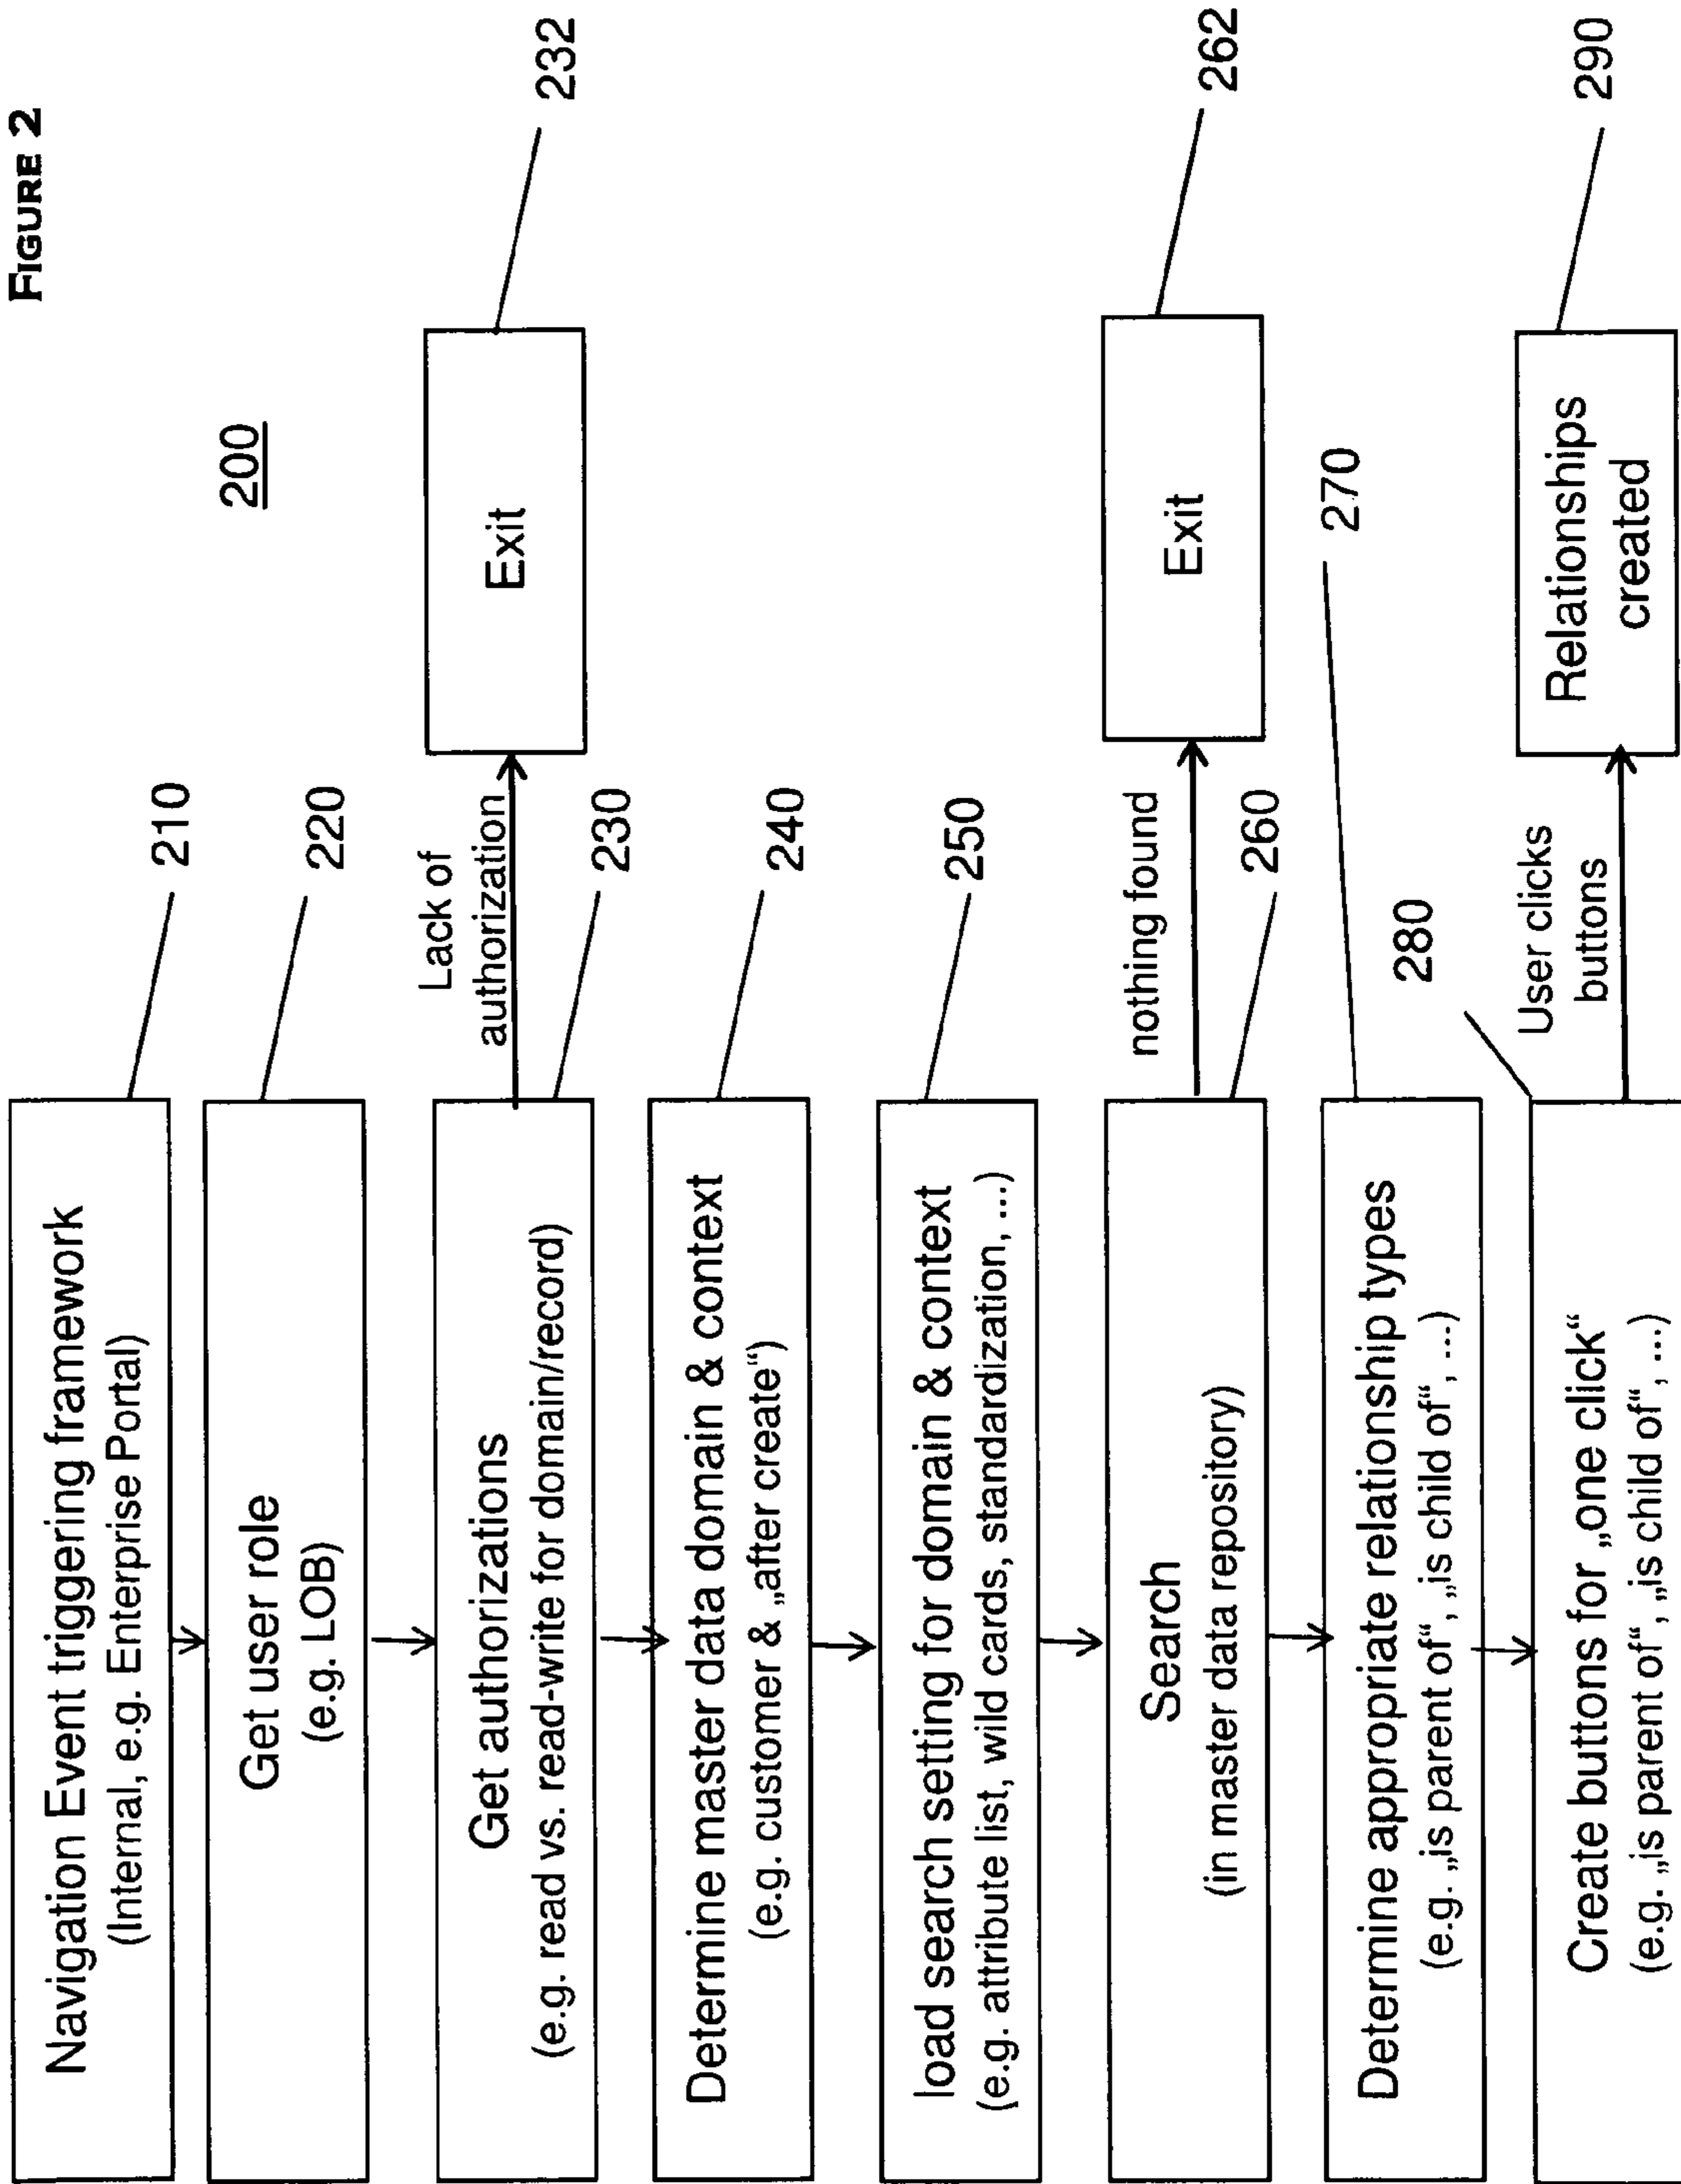 FIGURE 2
200
Navigation Event triggering framework
(Internal, e.g. Enterprise Portal)
210
Get user role
(e.g. LOB)
220
Get authorizations
(e.g. read vs. read-write for domain/record)
230
Lack of
authorization
Exit
232
Determine master data domain & context
(e.g. customer & „after create“)
240
load search setting for domain & context
(e.g. attribute list, wild cards, standardization, ...)
250
Search
(in master data repository)
260
nothing found
Exit
262
Determine appropriate relationship types
(e.g. „is parent of“, „is child of“, ...)
270
Create buttons for „one click“
(e.g. „is parent of“, „is child of“, ...)
280
User clicks
buttons
Relationships
created
290